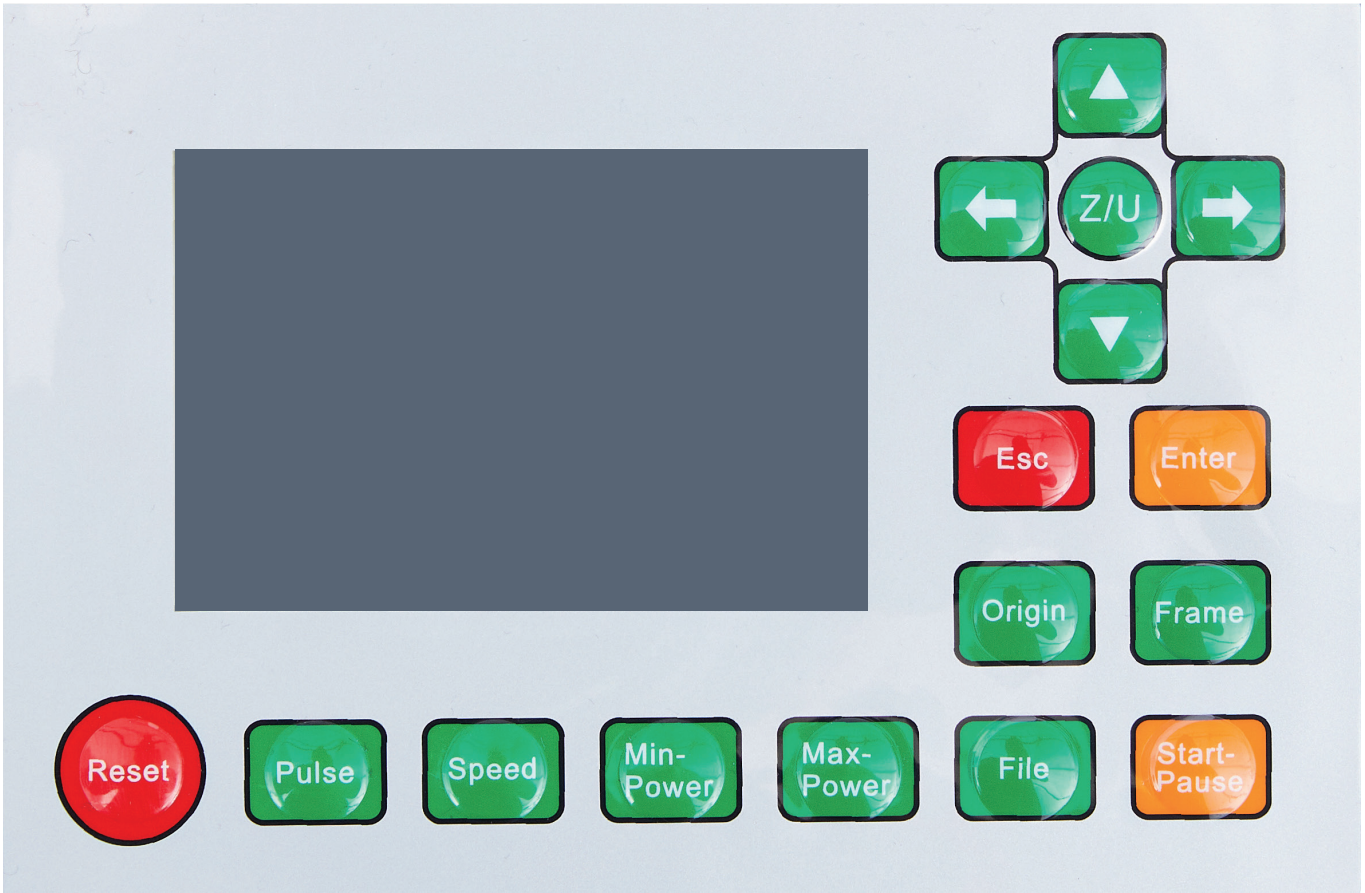 Z/U
Esc
Enter
Origin
Frame
Reset
Pulse
Speed
Min-
Power
Max-
Power
File
Start-
Pause